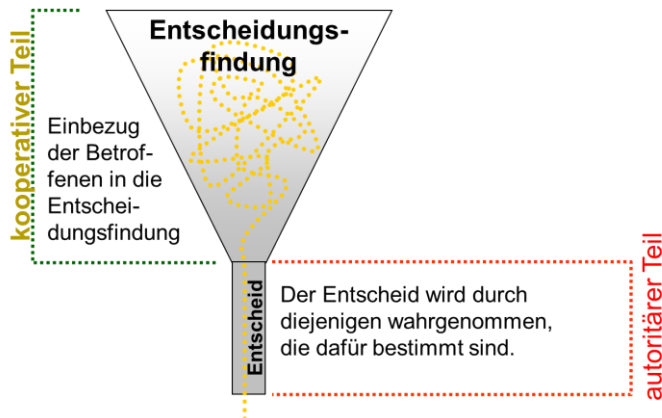 Entscheidungs-
findung
kooperativer Teil
Einbezug
der Betrof-
fenen in die
Entschei-
dungsfindung
Entscheid
Der Entscheid wird durch
diejenigen wahrgenommen,
die dafür bestimmt sind.
autoritärer Teil